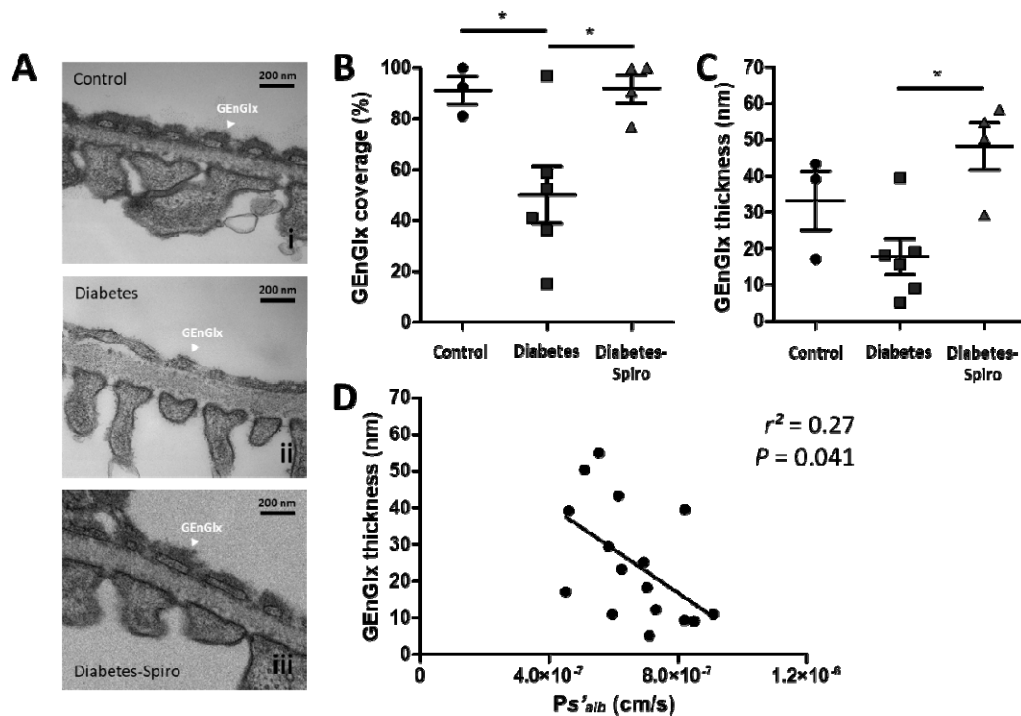 A
Control
200 nm
GEnGlx
i
Diabetes
200 nm
GEnGlx
ii
200 nm
GEnGlx
Diabetes-Spiro
iii
B
*
*
GEnGlx coverage (%)
100
80
60
40
20
0
Control
Diabetes
Diabetes-
Spiro
C
*
GEnGlx thickness (nm)
70
60
50
40
30
20
10
0
Control
Diabetes
Diabetes-
Spiro
D
GEnGlx thickness (nm)
70
60
50
40
30
20
10
0
r² = 0.27
P = 0.041
0
4.0×10⁻⁷
8.0×10⁻⁷
1.2×10⁻⁶
Ps'alb (cm/s)